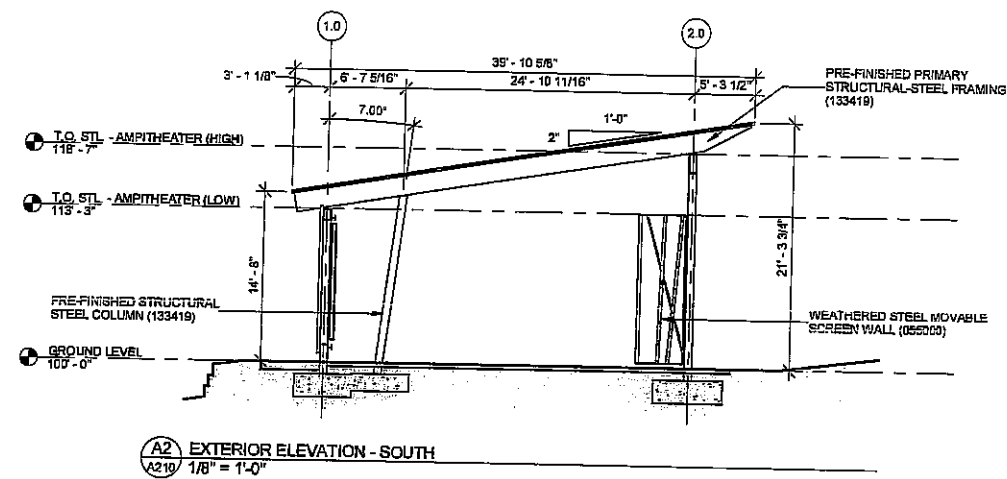 1.0
2.0
39' - 10 5/8"
3' - 1 1/8"
6' - 7 5/16"
24' - 10 11/16"
5' - 3 1/2"
PRE-FINISHED PRIMARY
STRUCTURAL-STEEL FRAMING
(133419)
7.00°
1'-0"
2"
T.O. STL - AMPITHEATER (HIGH)
118' - 7"
T.O. STL - AMPITHEATER (LOW)
113' - 3"
14' - 8"
21' - 3 3/4"
PRE-FINISHED STRUCTURAL
STEEL COLUMN (133419)
WEATHERED STEEL MOVABLE
SCREEN WALL (055000)
GROUND LEVEL
100' - 0"
A2
A210
EXTERIOR ELEVATION - SOUTH
1/8" = 1'-0"